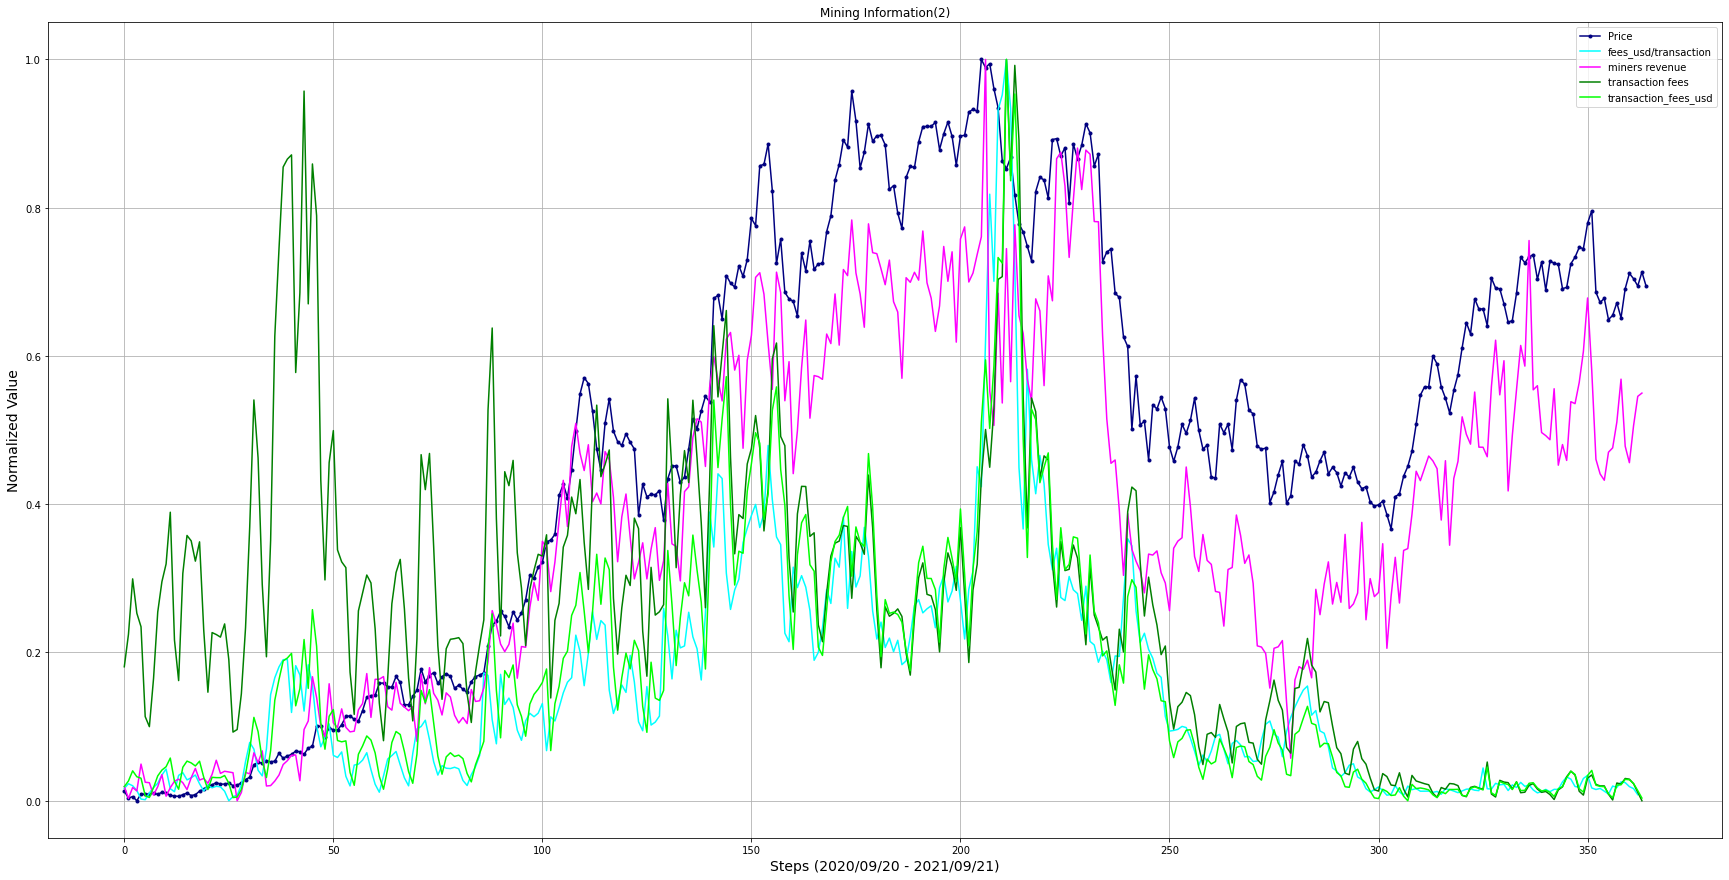 Mining Information(2)
Price
fees_usd/transaction
miners revenue
transaction fees
transaction_fees_usd
Normalized Value
1.0
0.8
0.6
0.4
0.2
0.0
0 50 100 150 200 250 300 350
Steps (2020/09/20 - 2021/09/21)